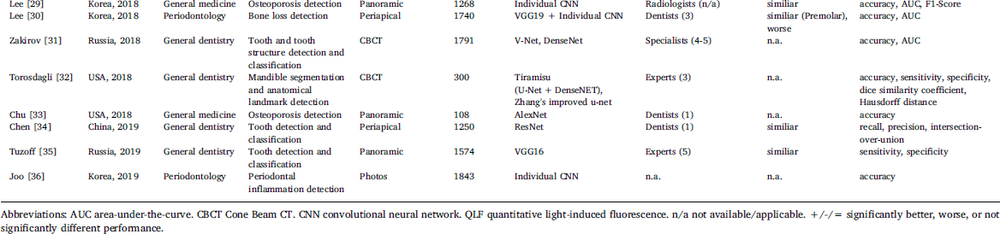 Lee [29] Korea, 2018 General medicine Osteoporosis detection Panoramic 1268 Individual CNN Radiologists (n/a) similiar accuracy, AUC, F1-Score
Lee [30] Korea, 2018 Periodontology Bone loss detection Periapical 1740 VGG19 + Individual CNN Dentists (3) similiar (Premolar), accuracy, AUC
worse
Zakirov [31] Russia, 2018 General dentistry Tooth and tooth CBCT 1791 V-Net, DenseNet Specialists (4-5) n.a. accuracy, AUC
structure detection and
classification
Torosdagli [32] USA, 2018 General dentistry Mandible segmentation CBCT 300 Tiramisu Experts (3) n.a. accuracy, sensitivity, specificity,
and anatomical (U-Net + DenseNET), dice similarity coefficient,
landmark detection Zhang's improved u-net Hausdorff distance
Chu [33] USA, 2018 General medicine Osteoporosis detection Panoramic 108 AlexNet Dentists (1) n.a. accuracy
Chen [34] China, 2019 General dentistry Tooth detection and Periapical 1250 ResNet Dentists (1) similiar recall, precision, intersection-
classification over-union
Tuzoff [35] Russia, 2019 General dentistry Tooth detection and Panoramic 1574 VGG16 Experts (5) similiar sensitivity, specificity
classification
Joo [36] Korea, 2019 Periodontology Periodontal Photos 1843 Individual CNN n.a. n.a. accuracy
inflammation detection
Abbreviations: AUC area-under-the-curve. CBCT Cone Beam CT. CNN convolutional neural network. QLF quantitative light-induced fluorescence. n/a not available/applicable. +/-/= significantly better, worse, or not
significantly different performance.